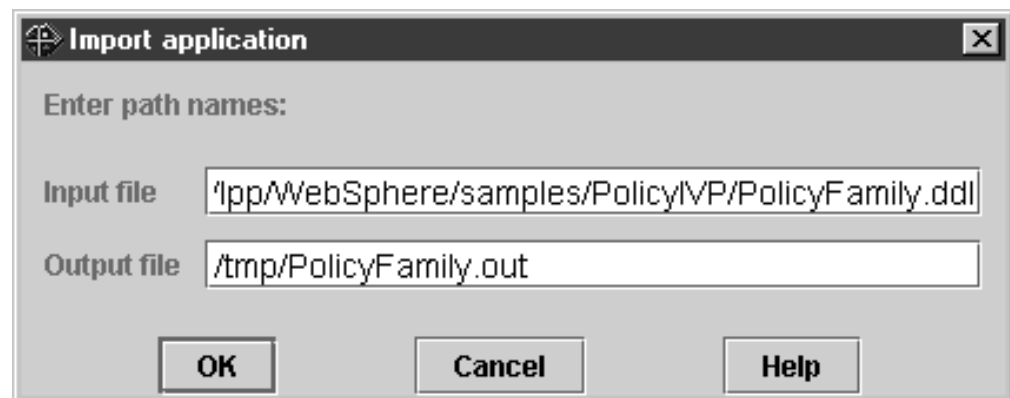 Import application
Enter path names:
Input file /lpp/WebSphere/samples/PolicyIVP/PolicyFamily.ddl
Output file /tmp/PolicyFamily.out
OK Cancel Help